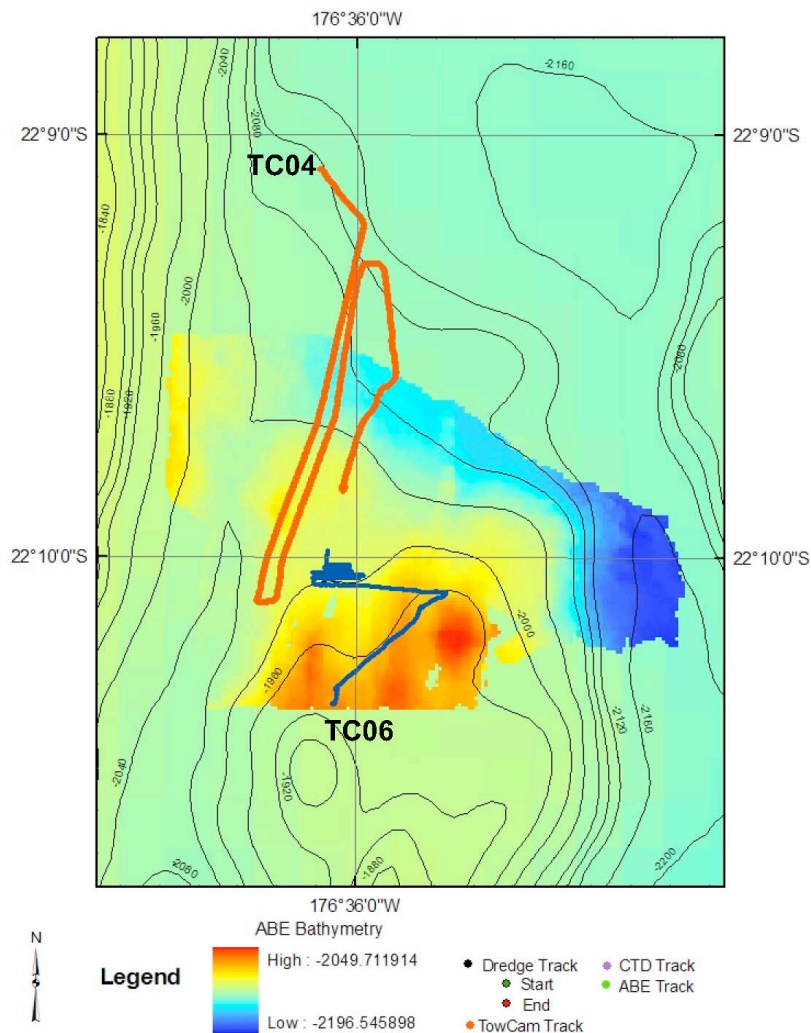 176°36'0"W
-2040
-2160
-2080
22°9'0"S
22°9'0"S
TC04
-1840
-2000
-1960
-2080
-1880
-1920
22°10'0"S
22°10'0"S
-2000
-1960
TC06
-2120
-2160
-2040
-1920
-2080
-1880
-2200
176°36'0"W
ABE Bathymetry
N
Legend
High : -2049.711914
Low : -2196.545898
Dredge Track
Start
End
TowCam Track
CTD Track
ABE Track